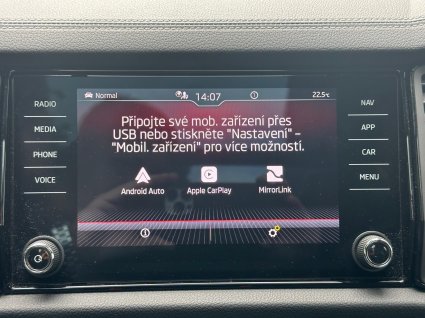 RADIO
MEDIA
PHONE
VOICE
Normal
14:07
22.5°C
Připojte své mob. zařízení přes
USB nebo stiskněte "Nastavení" –
"Mobil. zařízení" pro více možností.
Android Auto
Apple CarPlay
MirrorLink
NAV
APP
CAR
MENU